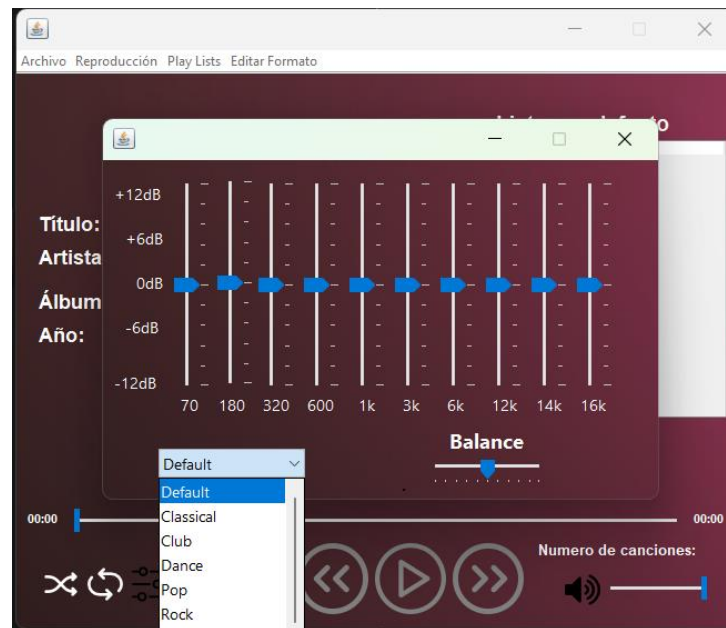 Archivo Reproducción Play Lists Editar Formato
+12dB
+6dB
0dB
-6dB
-12dB
70 180 320 600 1k 3k 6k 12k 14k 16k
Título:
Artista
Álbum
Año:
Balance
Default
Default
Classical
Club
Dance
Pop
Rock
00:00
00:00
Numero de canciones: